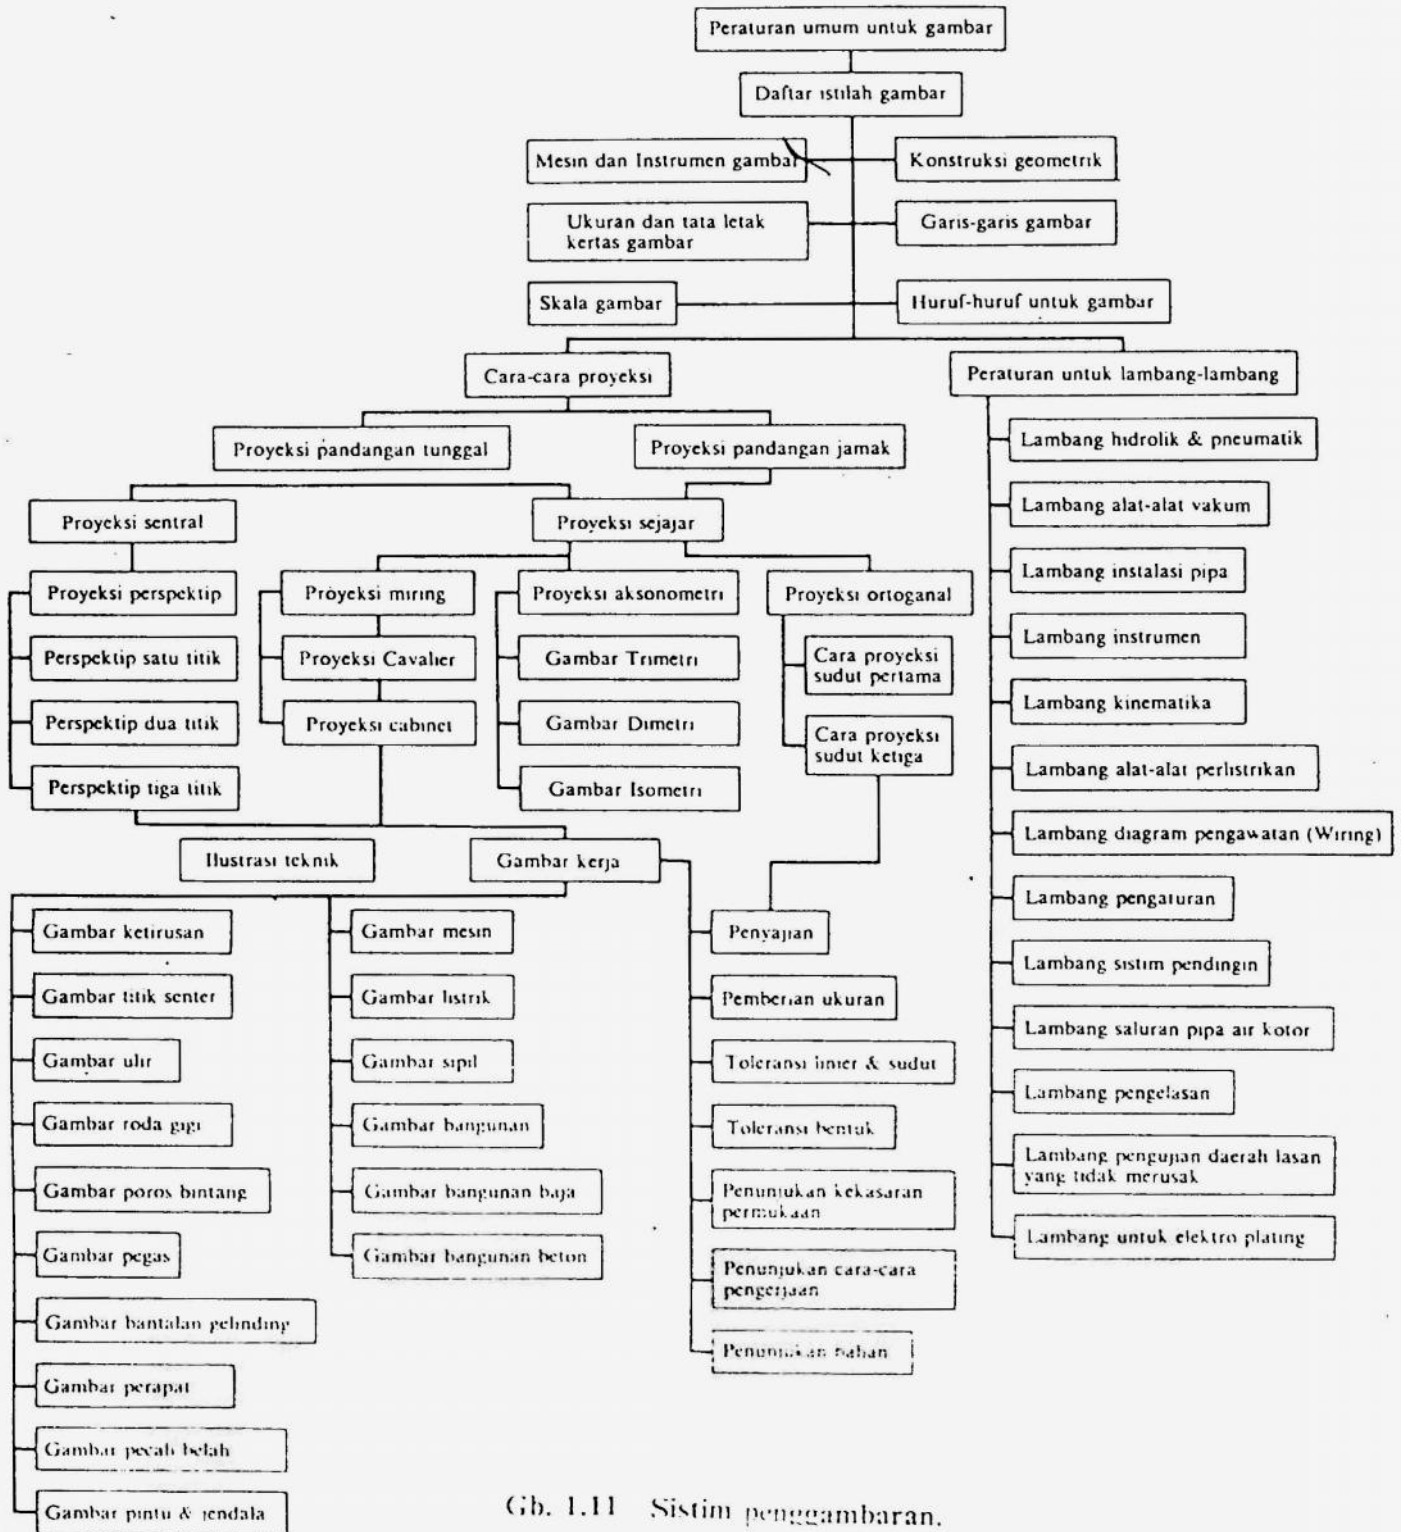 Peraturan umum untuk gambar
Daftar istilah gambar
Mesin dan Instrumen gambar
Konstruksi geometrik
Ukuran dan tata letak
kertas gambar
Garis-garis gambar
Skala gambar
Huruf-huruf untuk gambar
Cara-cara proyeksi
Peraturan untuk lambang-lambang
Proyeksi pandangan tunggal
Proyeksi pandangan jamak
Proyeksi sentral
Proyeksi sejajar
Proyeksi perspektip
Perspektip satu titik
Perspektip dua titik
Perspektip tiga titik
Proyeksi miring
Proyeksi Cavalier
Proyeksi cabinet
Proyeksi aksonometri
Gambar Trimetri
Gambar Dimetri
Gambar Isometri
Proyeksi ortoganal
Cara proyeksi
sudut pertama
Cara proyeksi
sudut ketiga
Ilustrasi teknik
Gambar kerja
Gambar ketirusan
Gambar titik senter
Gambar ulir
Gambar roda gigi
Gambar poros bintang
Gambar pegas
Gambar bantalan gelinding
Gambar perapat
Gambar pecah belah
Gambar pintu & jendala
Gambar mesin
Gambar listrik
Gambar sipil
Gambar bangunan
Gambar bangunan baja
Gambar bangunan beton
Penyajian
Pemberian ukuran
Toleransi linier & sudut
Toleransi bentuk
Penunjukan kekasaran
permukaan
Penunjukan cara-cara
pengerjaan
Penunjukan bahan
Lambang hidrolik & pneumatik
Lambang alat-alat vakum
Lambang instalasi pipa
Lambang instrumen
Lambang kinematika
Lambang alat-alat perlistrikan
Lambang diagram pengawatan (Wiring)
Lambang pengaturan
Lambang sistim pendingin
Lambang saluran pipa air kotor
Lambang pengelasan
Lambang pengujian daerah lasan
yang tidak merusak
Lambang untuk elektro plating
Gb. 1.11 Sistim penggambaran.